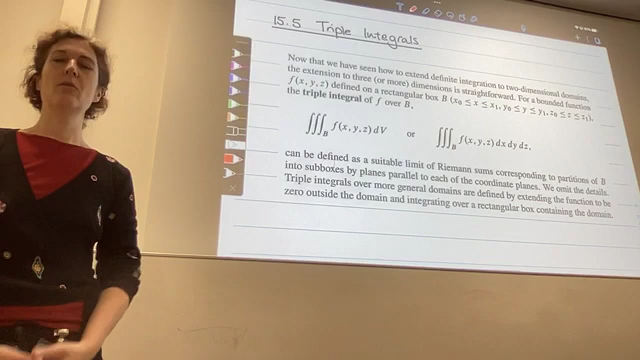 15.5 Triple Integrals
Now that we have seen how to extend definite integration to two-dimensional domains,
the extension to three (or more) dimensions is straightforward. For a bounded function
f(x, y, z) defined on a rectangular box B (x₀ ≤ x ≤ x₁, y₀ ≤ y ≤ y₁, z₀ ≤ z ≤ z₁),
the triple integral of f over B,
∭_B f(x, y, z) dV or ∭_B f(x, y, z) dx dy dz,
can be defined as a suitable limit of Riemann sums corresponding to partitions of B
into subboxes by planes parallel to each of the coordinate planes. We omit the details.
Triple integrals over more general domains are defined by extending the function to be
zero outside the domain and integrating over a rectangular box containing the domain.